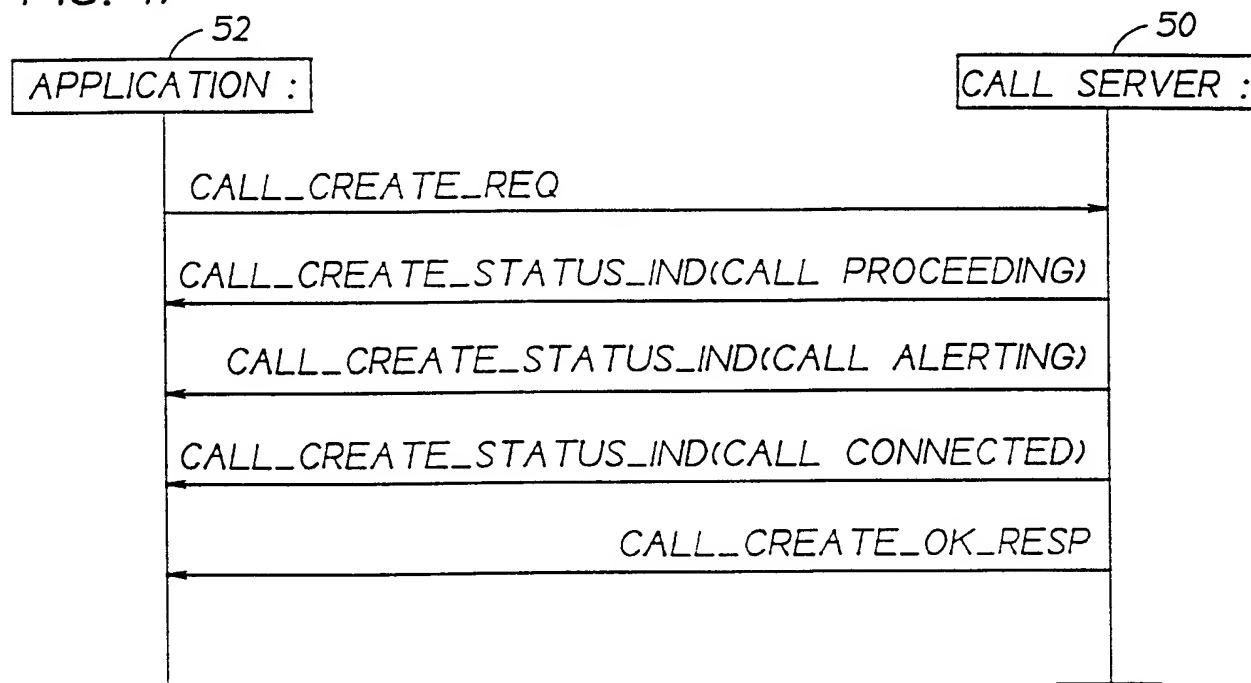 52
50
APPLICATION :
CALL SERVER :
CALL_CREATE_REQ
CALL_CREATE_STATUS_IND(CALL PROCEEDING)
CALL_CREATE_STATUS_IND(CALL ALERTING)
CALL_CREATE_STATUS_IND(CALL CONNECTED)
CALL_CREATE_OK_RESP